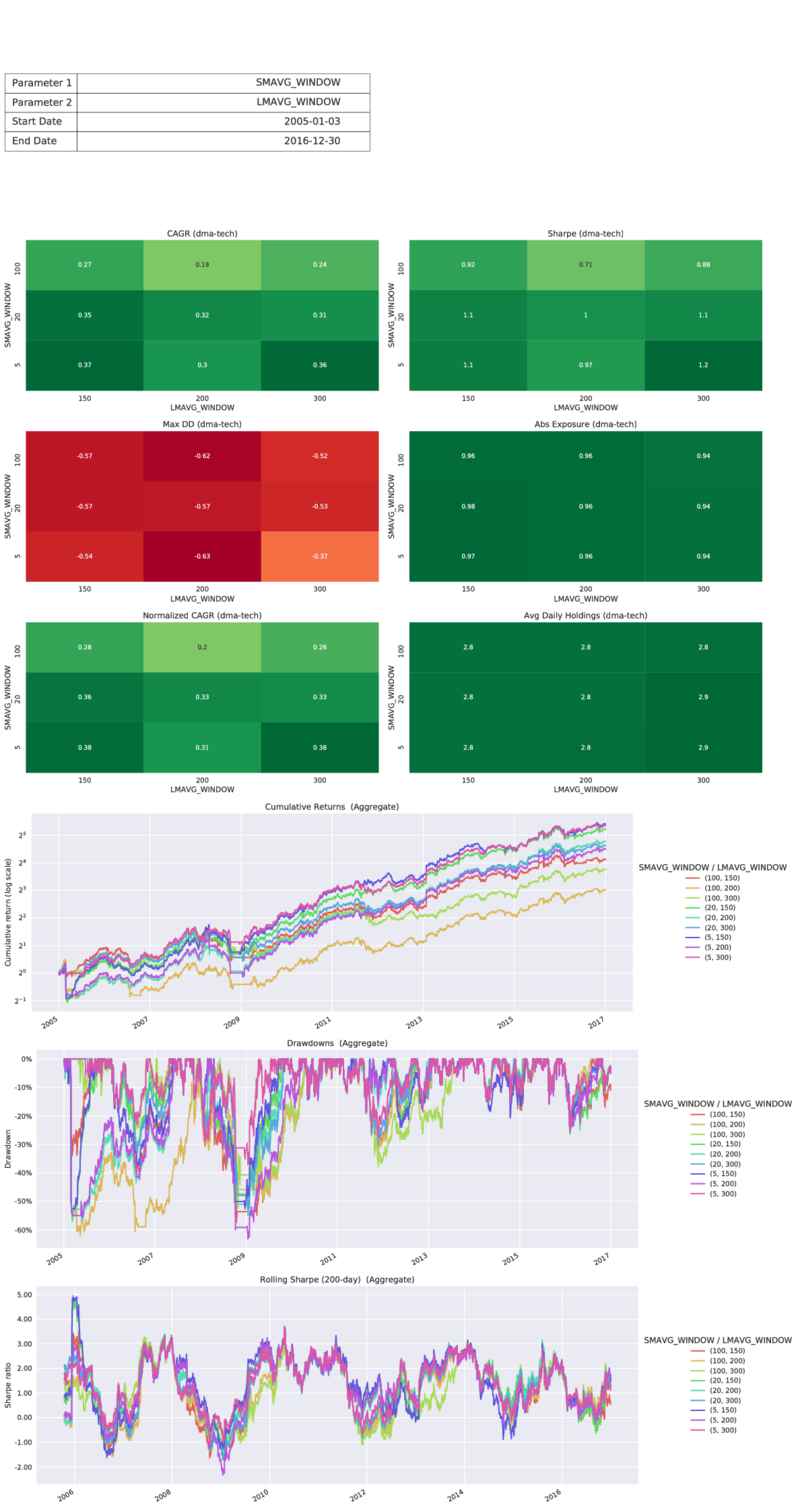 Parameter 1 SMAVG_WINDOW
Parameter 2 LMAVG_WINDOW
Start Date 2005-01-03
End Date 2016-12-30
CAGR (dma-tech)
SMAVG_WINDOW
100 0.27 0.18 0.24
20 0.35 0.32 0.31
5 0.37 0.3 0.36
150 200 300
LMAVG_WINDOW
Sharpe (dma-tech)
SMAVG_WINDOW
100 0.92 0.71 0.88
20 1.1 1 1.1
5 1.1 0.97 1.2
150 200 300
LMAVG_WINDOW
Max DD (dma-tech)
SMAVG_WINDOW
100 -0.57 -0.62 -0.52
20 -0.57 -0.57 -0.53
5 -0.54 -0.63 -0.37
150 200 300
LMAVG_WINDOW
Abs Exposure (dma-tech)
SMAVG_WINDOW
100 0.96 0.96 0.94
20 0.98 0.96 0.94
5 0.97 0.96 0.94
150 200 300
LMAVG_WINDOW
Normalized CAGR (dma-tech)
SMAVG_WINDOW
100 0.28 0.2 0.26
20 0.36 0.33 0.33
5 0.38 0.31 0.38
150 200 300
LMAVG_WINDOW
Avg Daily Holdings (dma-tech)
SMAVG_WINDOW
100 2.8 2.8 2.8
20 2.8 2.8 2.9
5 2.8 2.8 2.9
150 200 300
LMAVG_WINDOW
Cumulative Returns (Aggregate)
Cumulative return (log scale)
2⁵
2⁴
2³
2²
2¹
2⁰
2⁻¹
2005 2007 2009 2011 2013 2015 2017
SMAVG_WINDOW / LMAVG_WINDOW
(100, 150)
(100, 200)
(100, 300)
(20, 150)
(20, 200)
(20, 300)
(5, 150)
(5, 200)
(5, 300)
Drawdowns (Aggregate)
Drawdown
0%
-10%
-20%
-30%
-40%
-50%
-60%
2005 2007 2009 2011 2013 2015 2017
SMAVG_WINDOW / LMAVG_WINDOW
(100, 150)
(100, 200)
(100, 300)
(20, 150)
(20, 200)
(20, 300)
(5, 150)
(5, 200)
(5, 300)
Rolling Sharpe (200-day) (Aggregate)
Sharpe ratio
5.00
4.00
3.00
2.00
1.00
0.00
-1.00
-2.00
2006 2008 2010 2012 2014 2016
SMAVG_WINDOW / LMAVG_WINDOW
(100, 150)
(100, 200)
(100, 300)
(20, 150)
(20, 200)
(20, 300)
(5, 150)
(5, 200)
(5, 300)